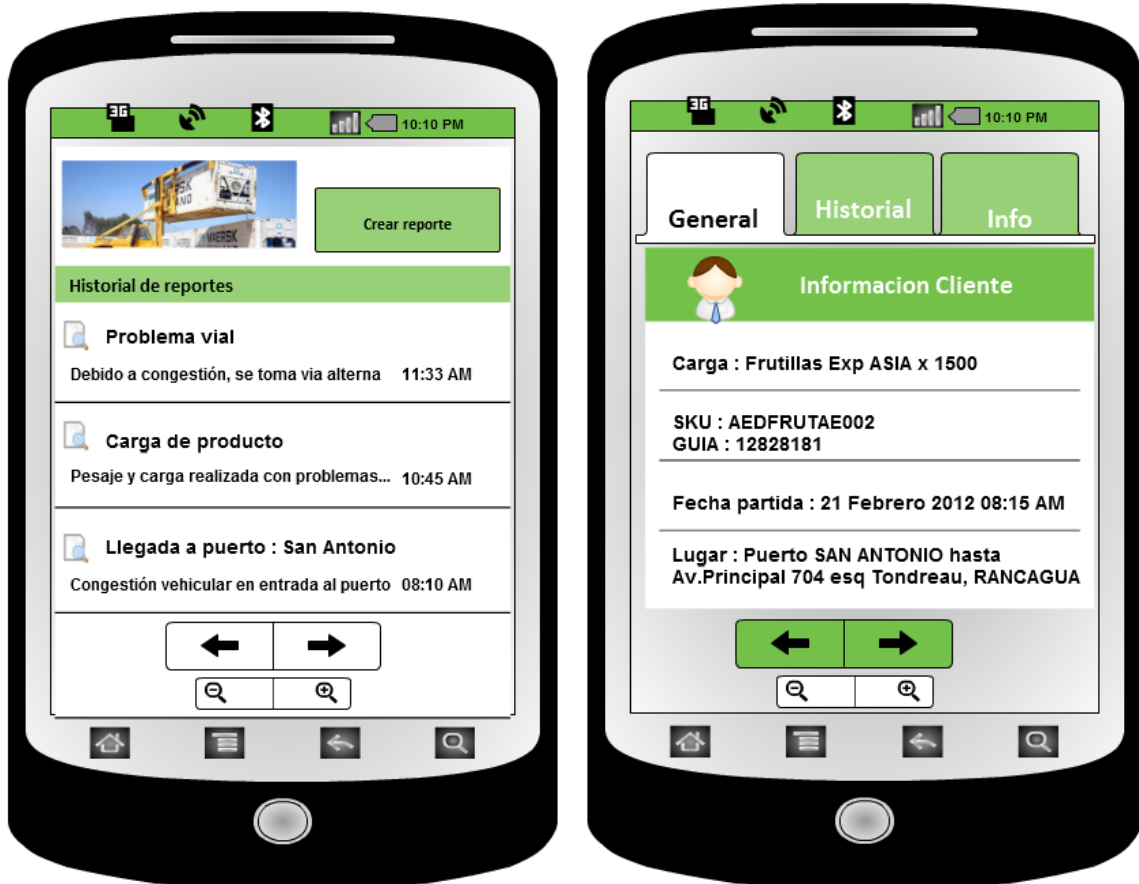 3G
10:10 PM
MAERSK
Crear reporte
Historial de reportes
Problema vial
Debido a congestión, se toma via alterna 11:33 AM
Carga de producto
Pesaje y carga realizada con problemas... 10:45 AM
Llegada a puerto : San Antonio
Congestión vehicular en entrada al puerto 08:10 AM
3G
10:10 PM
General Historial Info
Informacion Cliente
Carga : Frutillas Exp ASIA x 1500
SKU : AEDFRUTAE002
GUIA : 12828181
Fecha partida : 21 Febrero 2012 08:15 AM
Lugar : Puerto SAN ANTONIO hasta
Av.Principal 704 esq Tondreau, RANCAGUA